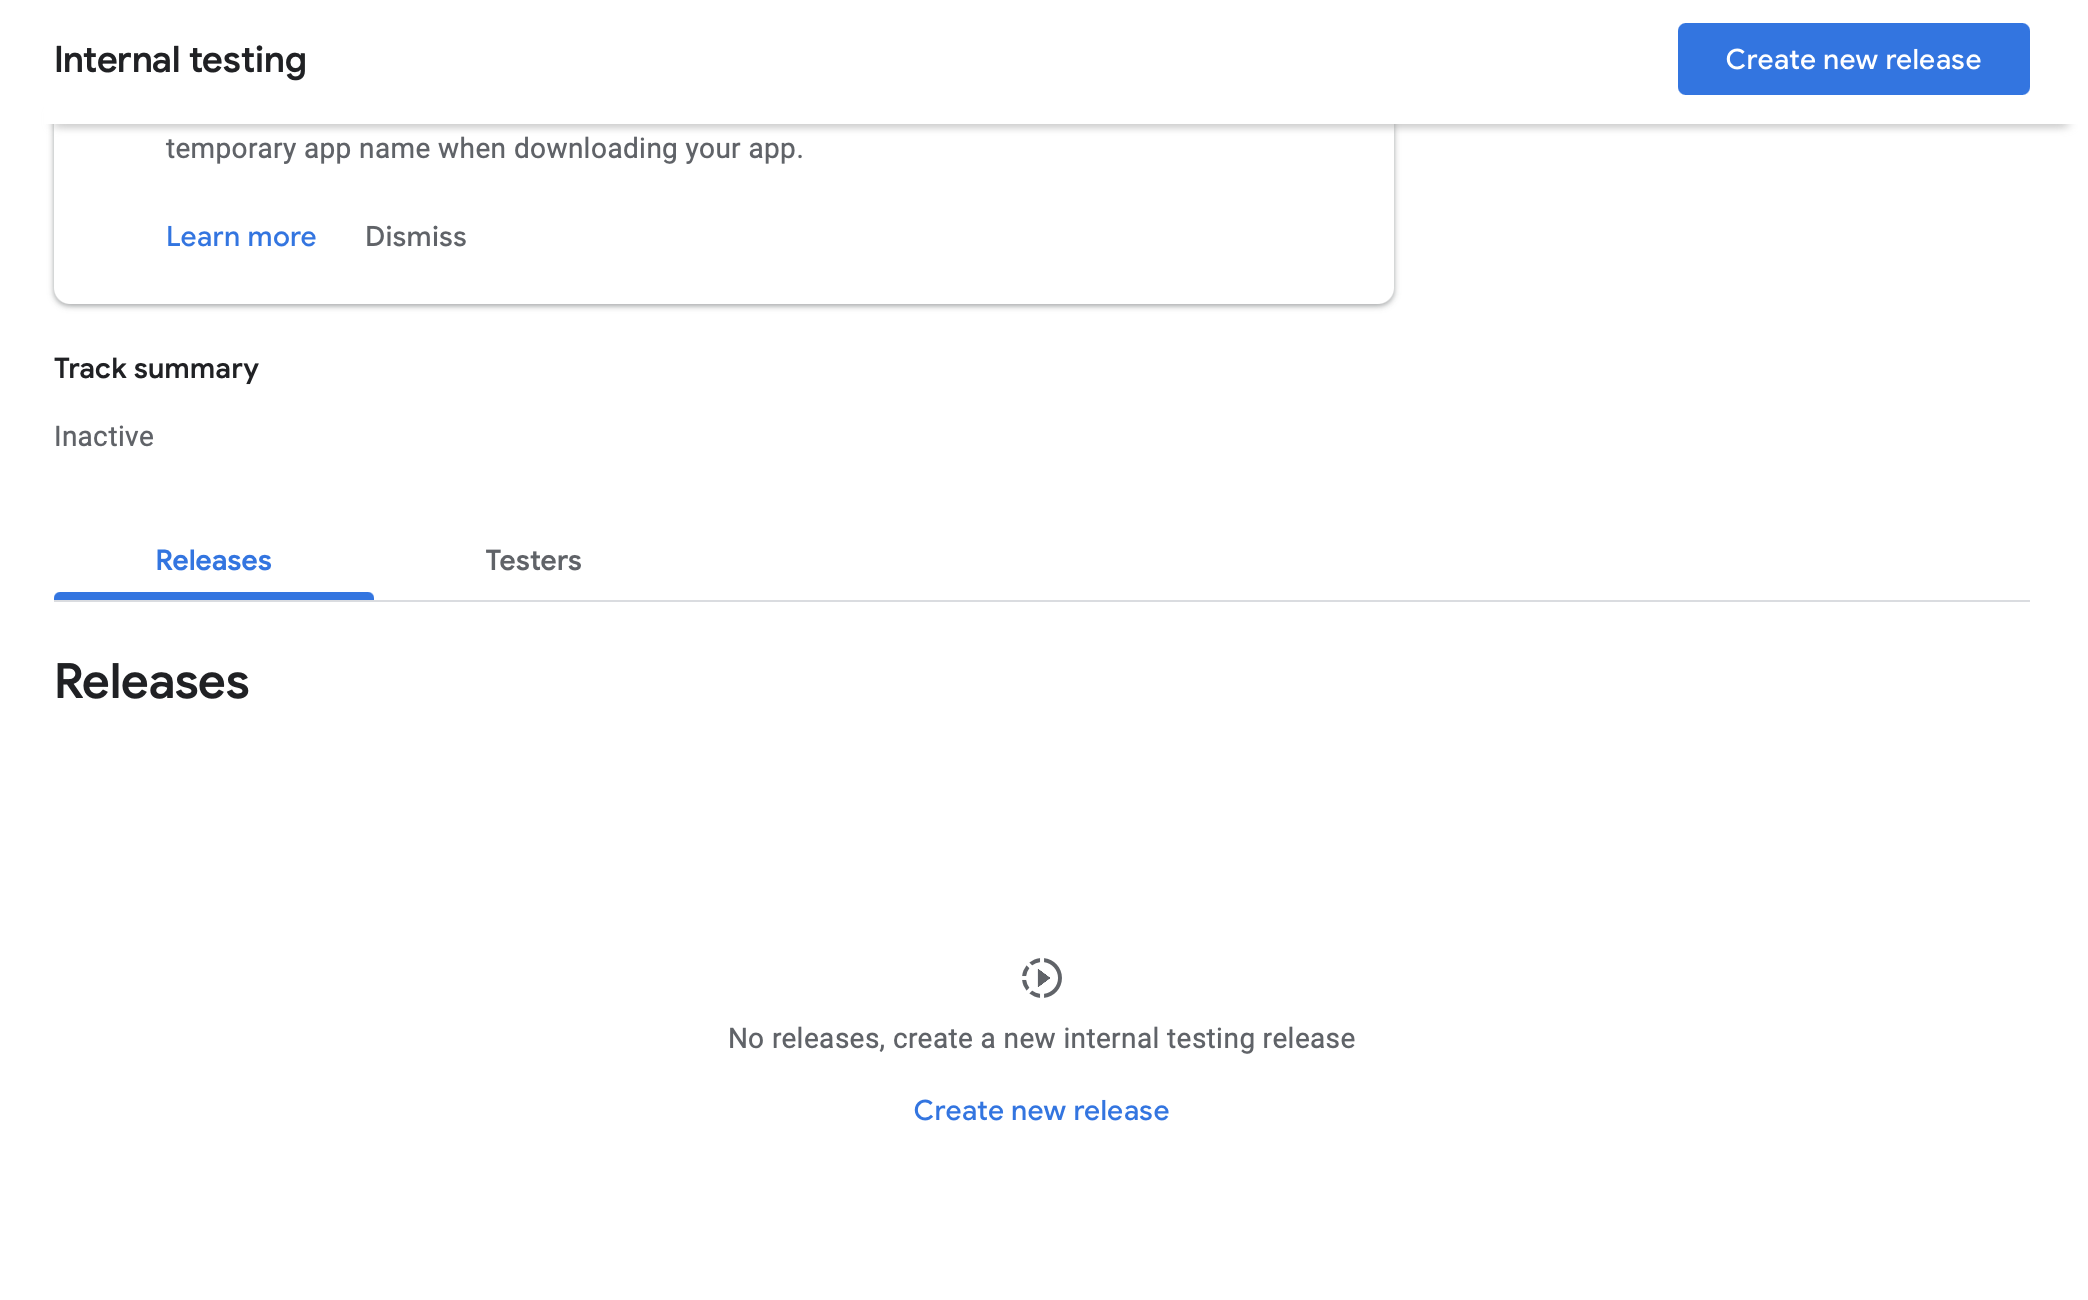 Internal testing
Create new release
temporary app name when downloading your app.
Learn more
Dismiss
Track summary
Inactive
Releases
Testers
Releases
No releases, create a new internal testing release
Create new release